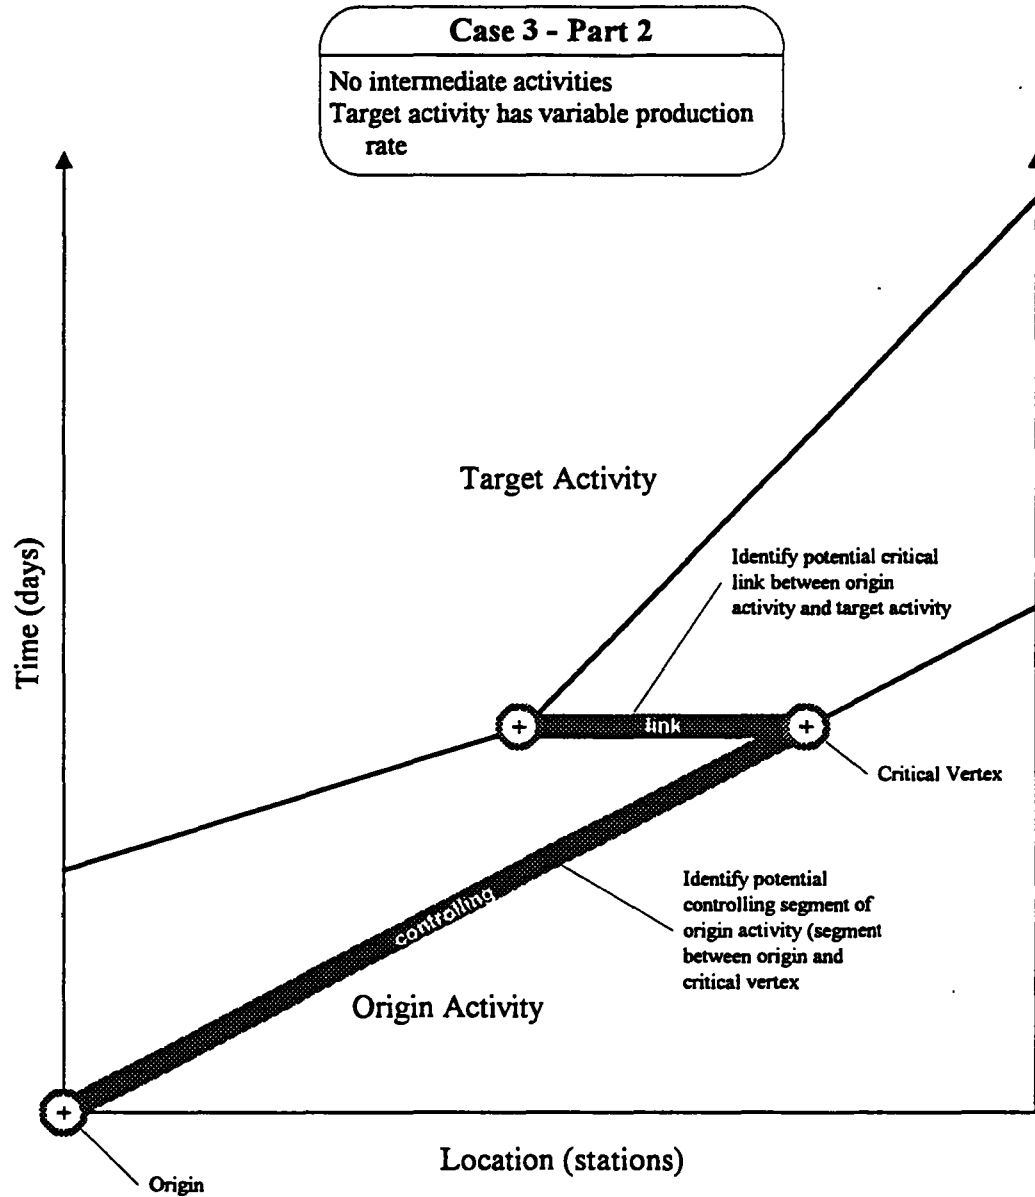 Case 3 - Part 2
No intermediate activities
Target activity has variable production
rate
Target Activity
Identify potential critical
link between origin
activity and target activity
Time (days)
link
Critical Vertex
Identify potential
controlling segment of
origin activity (segment
between origin and
critical vertex
controlling
Origin Activity
Location (stations)
Origin